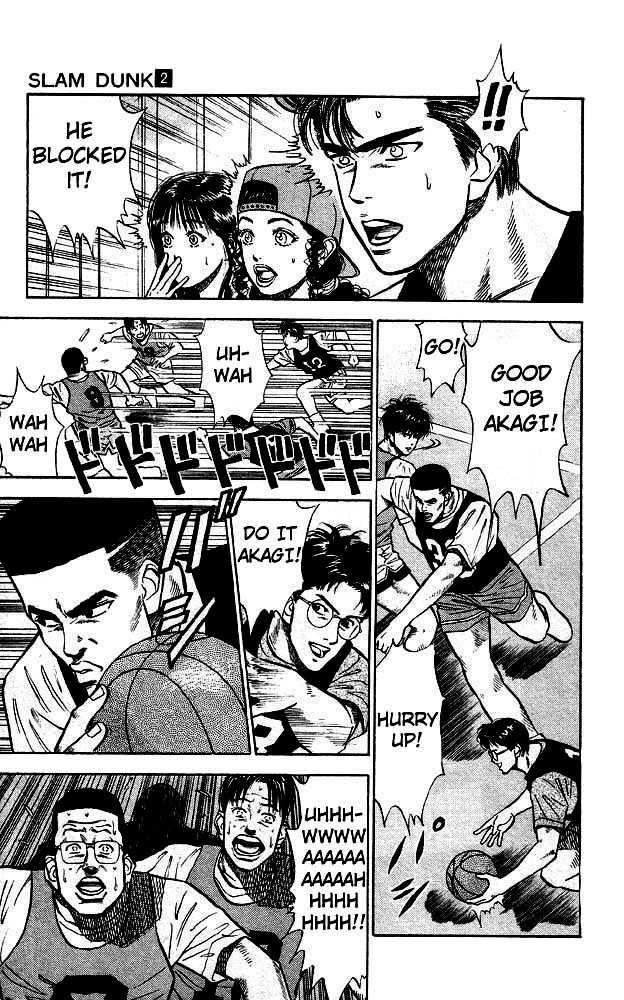 SLAM DUNK 2
!!
HE
BLOCKED
IT!
GO!
GOOD
JOB
AKAGI!
HURRY
UP!
UH-
WAH
WAH
WAH
ドドドドドドド
8
DO IT
AKAGI!
UHHH-
WWWW
AAAAAA
AAAAAH
HHHH
HHHH!!